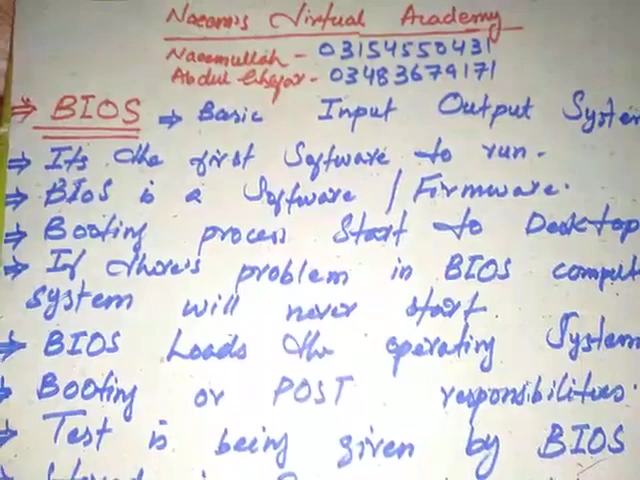 Naeem's Virtual Academy
Naeemullah - 03154550431
Abdul Ghafar - 03483679171
⇒ BIOS ⇒ Basic Input Output System
⇒ Its the first Software to run.
⇒ BIOS is a Software / Firmware.
⇒ Booting process Start to Desktop
⇒ If there's problem in BIOS comput
System will never start.
⇒ BIOS Loads the operating System
⇒ Booting or POST responsibilities
⇒ Test is being given by BIOS